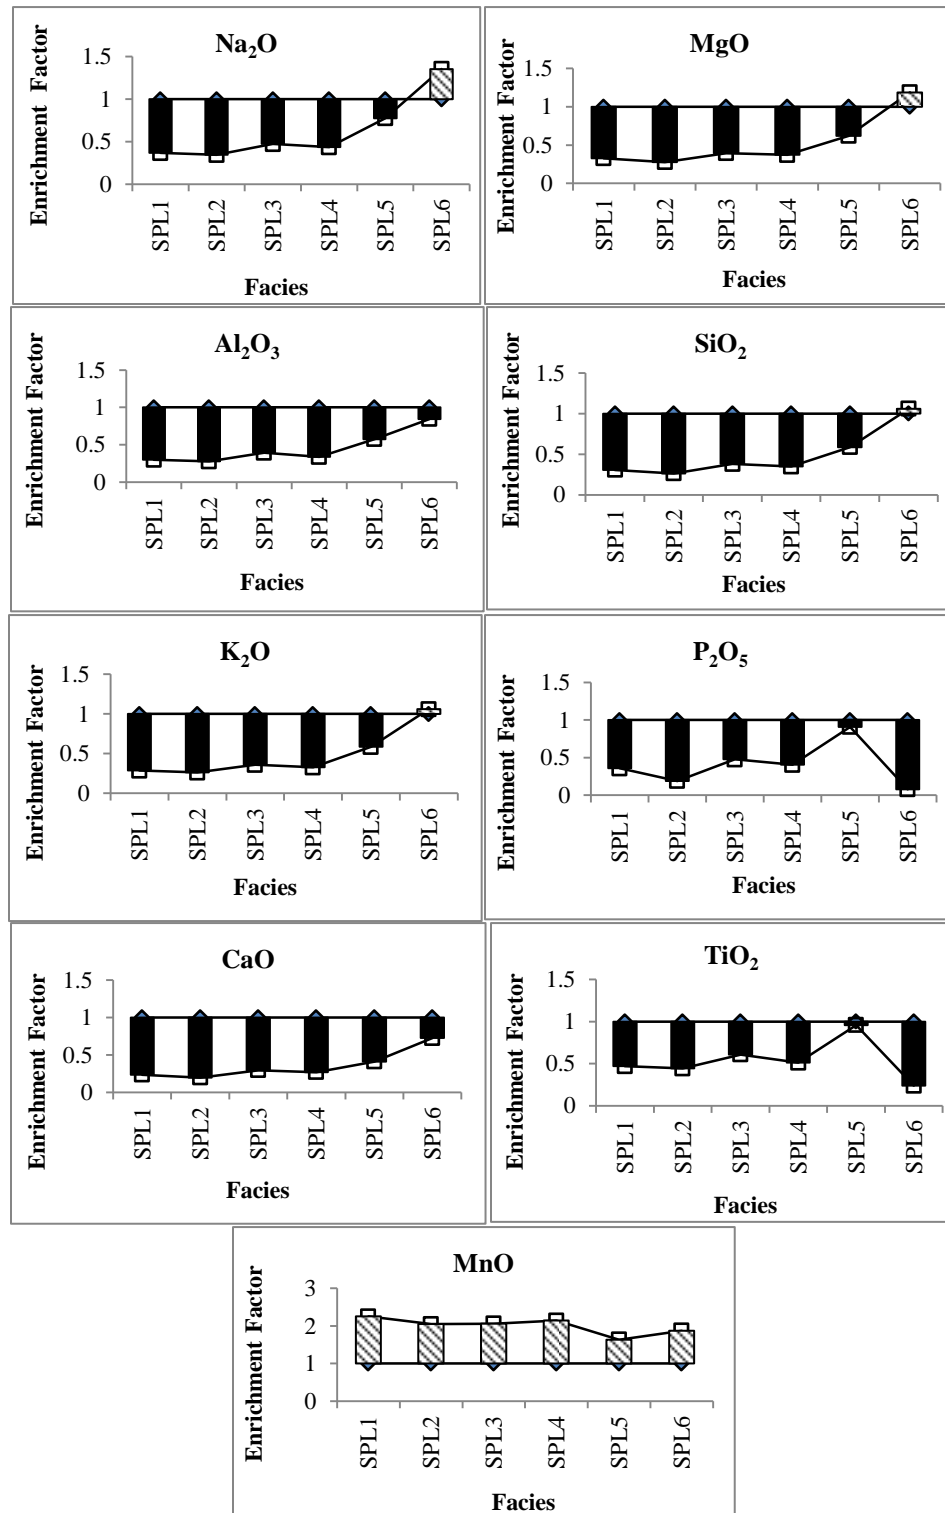 Na₂O
Enrichment Factor
1.5
1
0.5
0
SPL1
SPL2
SPL3
SPL4
SPL5
SPL6
Facies
MgO
Enrichment Factor
1.5
1
0.5
0
SPL1
SPL2
SPL3
SPL4
SPL5
SPL6
Facies
Al₂O₃
Enrichment Factor
1.5
1
0.5
0
SPL1
SPL2
SPL3
SPL4
SPL5
SPL6
Facies
SiO₂
Enrichment Factor
1.5
1
0.5
0
SPL1
SPL2
SPL3
SPL4
SPL5
SPL6
Facies
K₂O
Enrichment Factor
1.5
1
0.5
0
SPL1
SPL2
SPL3
SPL4
SPL5
SPL6
Facies
P₂O₅
Enrichment Factor
1.5
1
0.5
0
SPL1
SPL2
SPL3
SPL4
SPL5
SPL6
Facies
CaO
Enrichment Factor
1.5
1
0.5
0
SPL1
SPL2
SPL3
SPL4
SPL5
SPL6
Facies
TiO₂
Enrichment Factor
1.5
1
0.5
0
SPL1
SPL2
SPL3
SPL4
SPL5
SPL6
Facies
MnO
Enrichment Factor
3
2
1
0
SPL1
SPL2
SPL3
SPL4
SPL5
SPL6
Facies